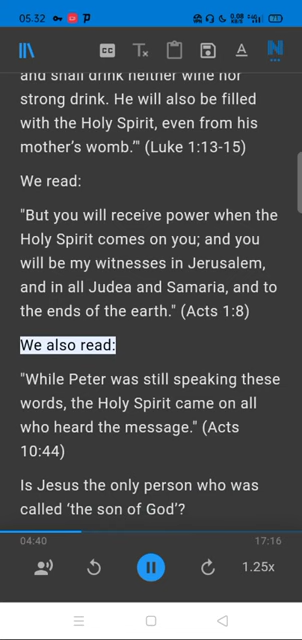 05.32
0.08 KB/S
and shall drink neither wine nor
strong drink. He will also be filled
with the Holy Spirit, even from his
mother's womb.'" (Luke 1:13-15)
We read:
"But you will receive power when the
Holy Spirit comes on you; and you
will be my witnesses in Jerusalem,
and in all Judea and Samaria, and to
the ends of the earth." (Acts 1:8)
We also read:
"While Peter was still speaking these
words, the Holy Spirit came on all
who heard the message." (Acts
10:44)
Is Jesus the only person who was
called ‘the son of God’?
04:40
17:16
1.25x